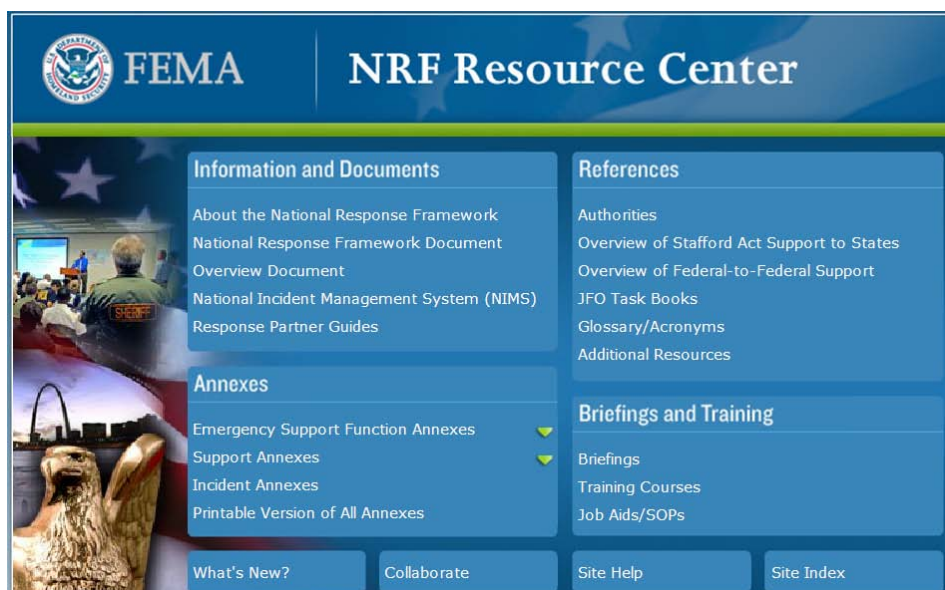 U.S. DEPARTMENT OF
HOMELAND SECURITY
FEMA
NRF Resource Center
Information and Documents
About the National Response Framework
National Response Framework Document
Overview Document
National Incident Management System (NIMS)
Response Partner Guides
References
Authorities
Overview of Stafford Act Support to States
Overview of Federal-to-Federal Support
JFO Task Books
Glossary/Acronyms
Additional Resources
SHERIFF
Annexes
Emergency Support Function Annexes
Support Annexes
Incident Annexes
Printable Version of All Annexes
Briefings and Training
Briefings
Training Courses
Job Aids/SOPs
What's New?
Collaborate
Site Help
Site Index